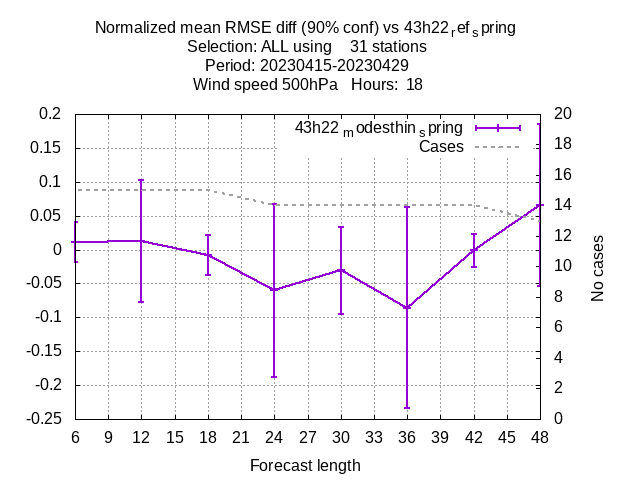 Normalized mean RMSE diff (90% conf) vs 43h22refspring
Selection: ALL using 31 stations
Period: 20230415-20230429
Wind speed 500hPa Hours: 18
43h22modesthinspring
Cases
0.2
0.15
0.1
0.05
0
-0.05
-0.1
-0.15
-0.2
-0.25
20
18
16
14
12
10
8
6
4
2
0
No cases
6 9 12 15 18 21 24 27 30 33 36 39 42 45 48
Forecast length